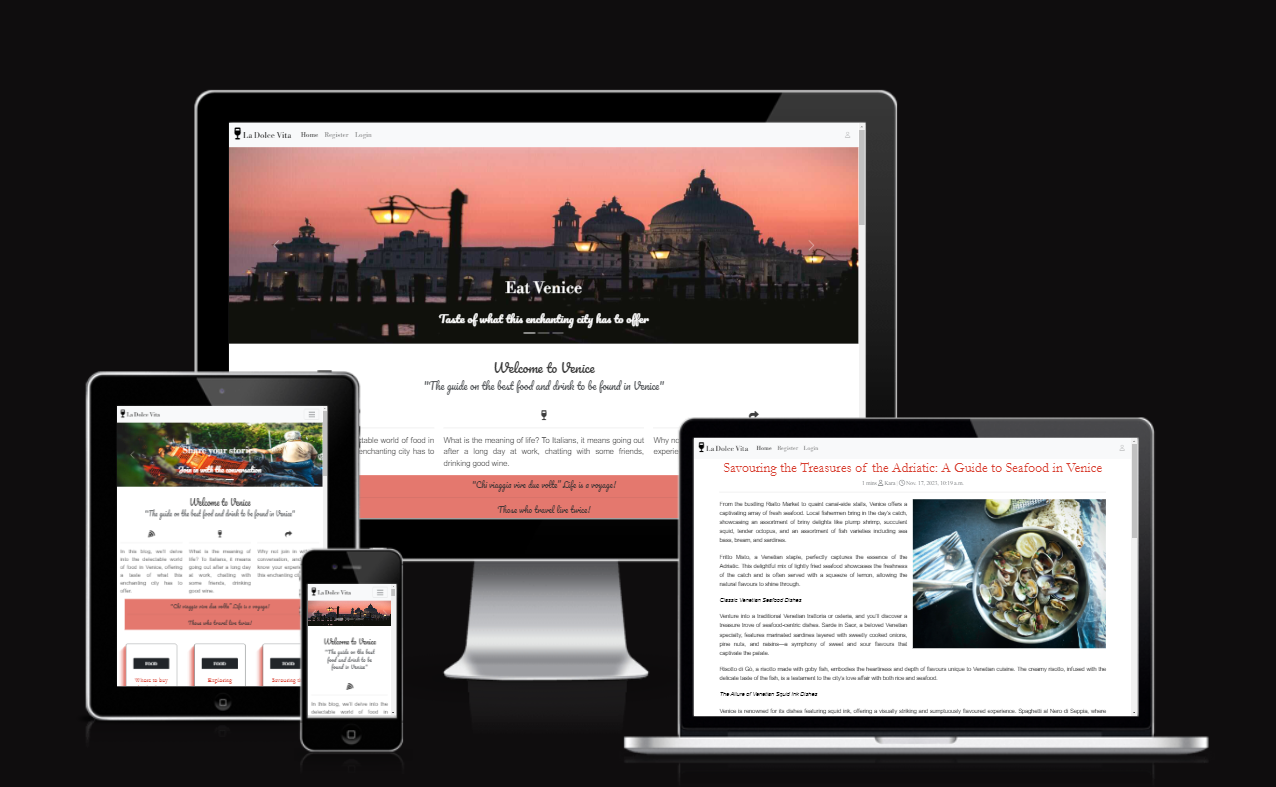 La Dolce Vita Home Register Login
Eat Venice
Taste of what this enchanting city has to offer
Welcome to Venice
"The guide on the best food and drink to be found in Venice"
table world of food in
enchanting city has to
What is the meaning of life? To Italians, it means going out
after a long day at work, chatting with some friends,
drinking good wine.
Why no
experie
"Chi viaggia vive due volte" Life is a voyage!
Those who travel live twice!
La Dolce Vita
Share your stories
Join in with the conversation
Welcome to Venice
"The guide on the best food and drink to be found in Venice"
In this blog, we'll delve
into the delectable
world of food, offering
a taste of what this
enchanting city has to
offer.
What is the meaning of
life? To Italians, it means
going out after a long day
at work, chatting with
some friends, drinking
good wine.
Why not join in
conversation, and
know your experie
this enchanting ci
"Chi viaggia vive due volte" Life is a voyage!
Those who travel live twice!
FOOD
Where to buy
FOOD
Exploring
FOOD
Savouring
La Dolce Vita
Welcome to Venice
"The guide on the best
food and drink to be
found in Venice"
In this blog, we'll delve into the
delectable world of food in
La Dolce Vita Home Register Login
Savouring the Treasures of the Adriatic: A Guide to Seafood in Venice
Nov. 17, 2023, 10:19 a.m.
From the bustling Rialto Market to quaint canal-side stalls, Venice offers a
captivating array of fresh seafood. Local fishermen bring in the day's catch,
showcasing an assortment of briny delights like plump shrimp, succulent
squid, tender octopus, and an assortment of fish varieties including sea
bass, bream, and sardines.
Fritto Misto, a Venetian staple, perfectly captures the essence of the
Adriatic. This delightful mix of lightly fried seafood showcases the freshness
of the catch and is often served with a squeeze of lemon, allowing the
natural flavours to shine through.
Classic Venetian Seafood Dishes
Venture into a traditional Venetian trattoria or osteria, and you'll discover a
treasure trove of seafood-centric dishes. Sarde in Saor, a beloved Venetian
specialty, features marinated sardines layered with sweetly cooked onions,
pine nuts, and raisins—a symphony of sweet and sour flavours that
captivate the palate.
Risotto di Gò, a risotto made with goby fish, embodies the heartiness and depth of flavours unique to Venetian cuisine. The creamy risotto, infused with the
delicate taste of the fish, is a testament to the city's love affair with both rice and seafood.
The Allure of Venetian Squid Ink Dishes
Venice is renowned for its dishes featuring squid ink, offering a visually striking and sumptuously flavoured experience. Spaghetti al Nero di Seppia, where